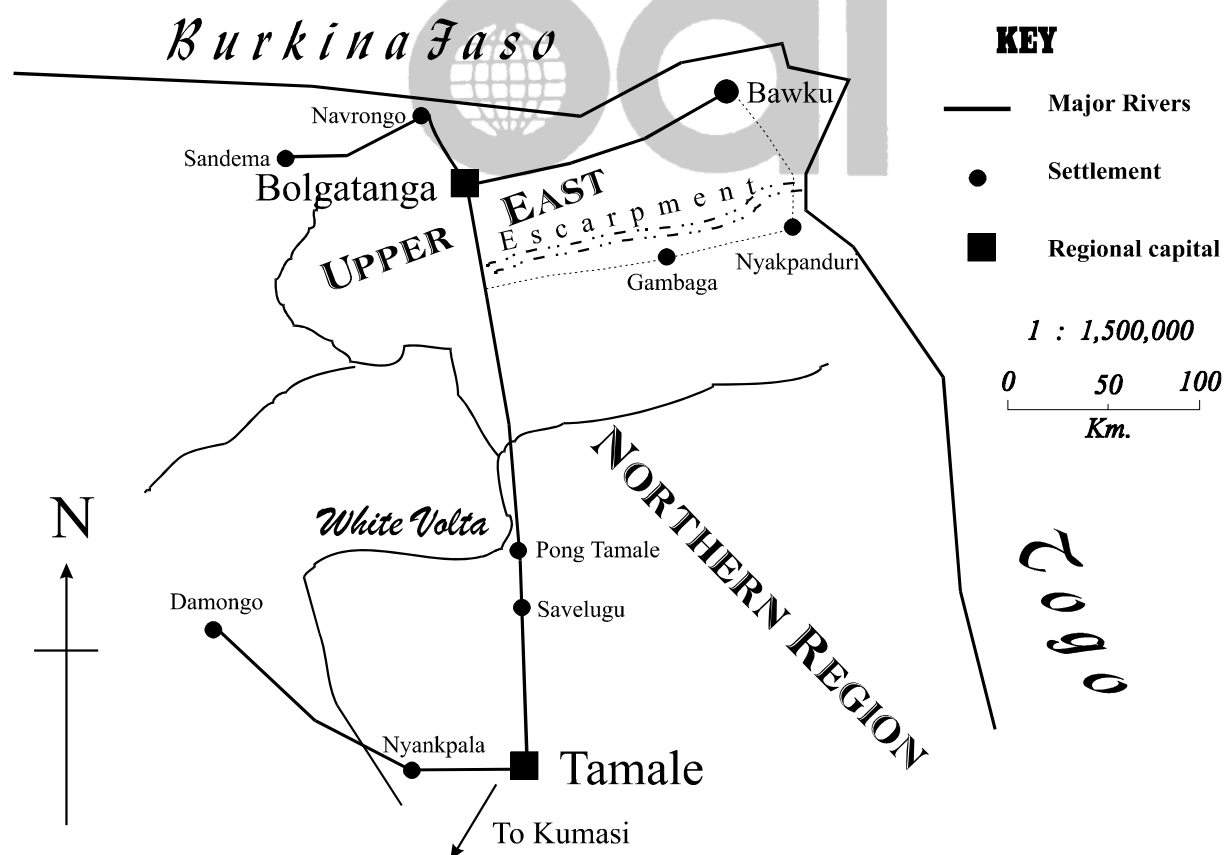 Burkina Faso
KEY
Major Rivers
Settlement
Regional capital
1 : 1,500,000
0 50 100
Km.
Bawku
Navrongo
Sandema
Bolgatanga
UPPER EAST
Escarpment
Nyakpanduri
Gambaga
NORTHERN REGION
N
White Volta
Togo
Pong Tamale
Damongo
Savelugu
Nyankpala
Tamale
To Kumasi
odi